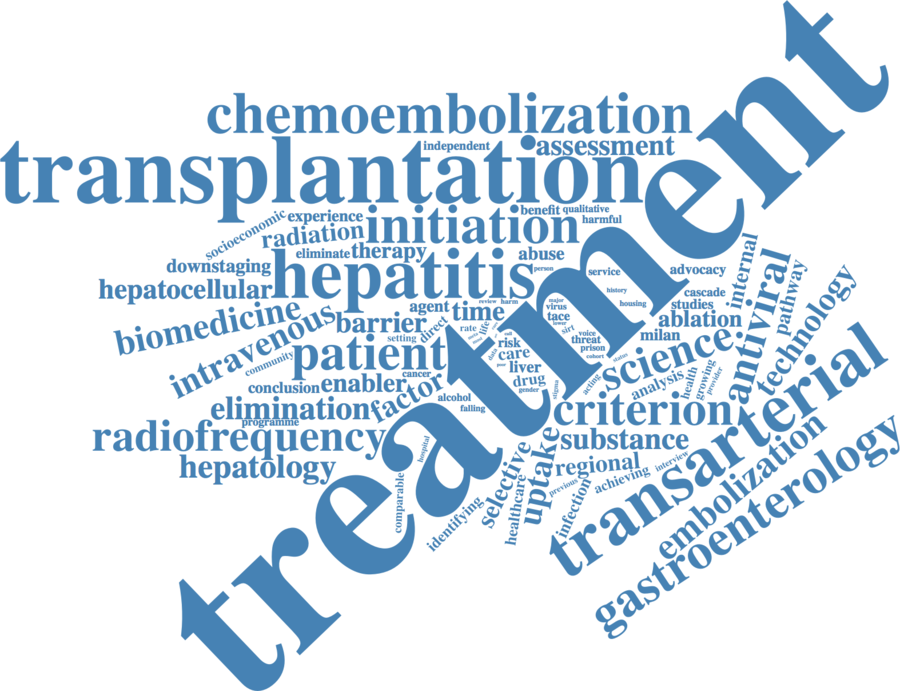 treatment
chemoembolization
independent
assessment
transplantation
socioeconomic
experience
radiation
initiation
benefit
qualitative
harmful
eliminate
therapy
abuse
downstaging
hepatitis
person
service
advocacy
internal
hepatocellular
history
cascade
housing
studies
biomedicine
agent
time
review
harm
major
virus
tace
lower
sirt
ablation
antiviral
pathway
technology
intravenous
barrier
setting
direct
rate
life
milan
voice
threat
prison
cohort
status
risk
care
data
science
community
patient
cancer
liver
drug
gender
stigma
acting
analysis
health
growing
provider
conclusion
enabler
factor
alcohol
falling
elimination
programme
criterion
transarterial
radiofrequency
hospital
substance
hepatology
comparable
identifying
selective
healthcare
uptake
regional
previous
infection
achieving
interview
embolization
gastroenterology